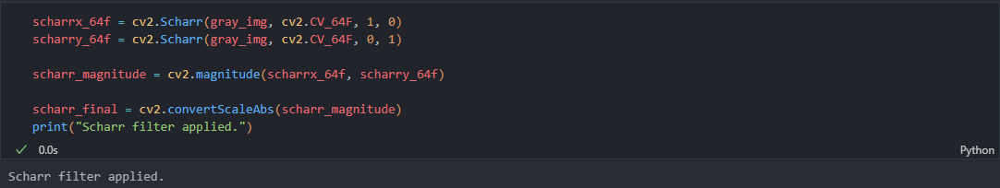 scharrx_64f = cv2.Scharr(gray_img, cv2.CV_64F, 1, 0)
scharry_64f = cv2.Scharr(gray_img, cv2.CV_64F, 0, 1)
scharr_magnitude = cv2.magnitude(scharrx_64f, scharry_64f)
scharr_final = cv2.convertScaleAbs(scharr_magnitude)
print("Scharr filter applied.")
0.0s
Python
Scharr filter applied.